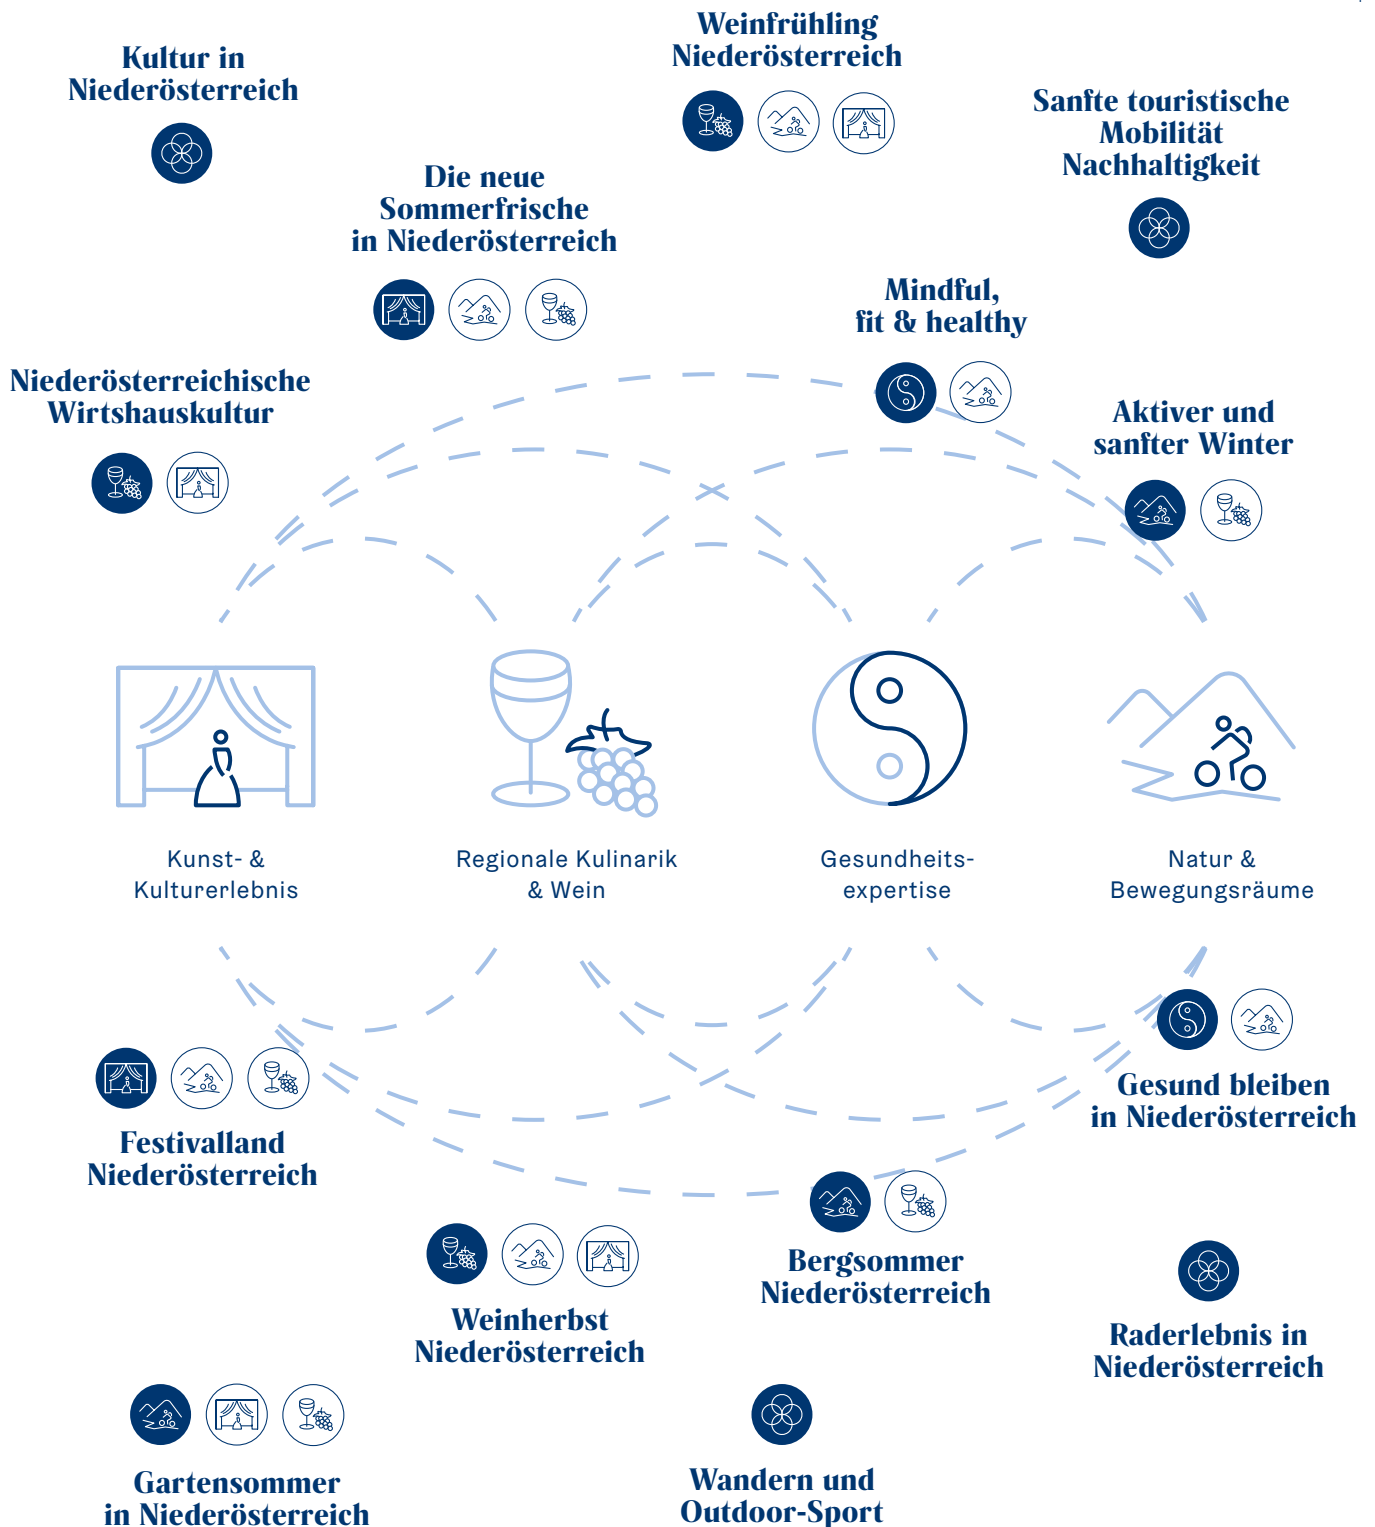 Weinfrühling
Niederösterreich
Kultur in
Niederösterreich
Sanfte touristische
Mobilität
Nachhaltigkeit
Die neue
Sommerfrische
in Niederösterreich
Mindful,
fit & healthy
Niederösterreichische
Wirtshauskultur
Aktiver und
sanfter Winter
Kunst- &
Kulturerlebnis
Regionale Kulinarik
& Wein
Gesundheits-
expertise
Natur &
Bewegungsräume
Gesund bleiben
in Niederösterreich
Festivalland
Niederösterreich
Bergsommer
Niederösterreich
Weinherbst
Niederösterreich
Raderlebnis in
Niederösterreich
Gartensommer
in Niederösterreich
Wandern und
Outdoor-Sport